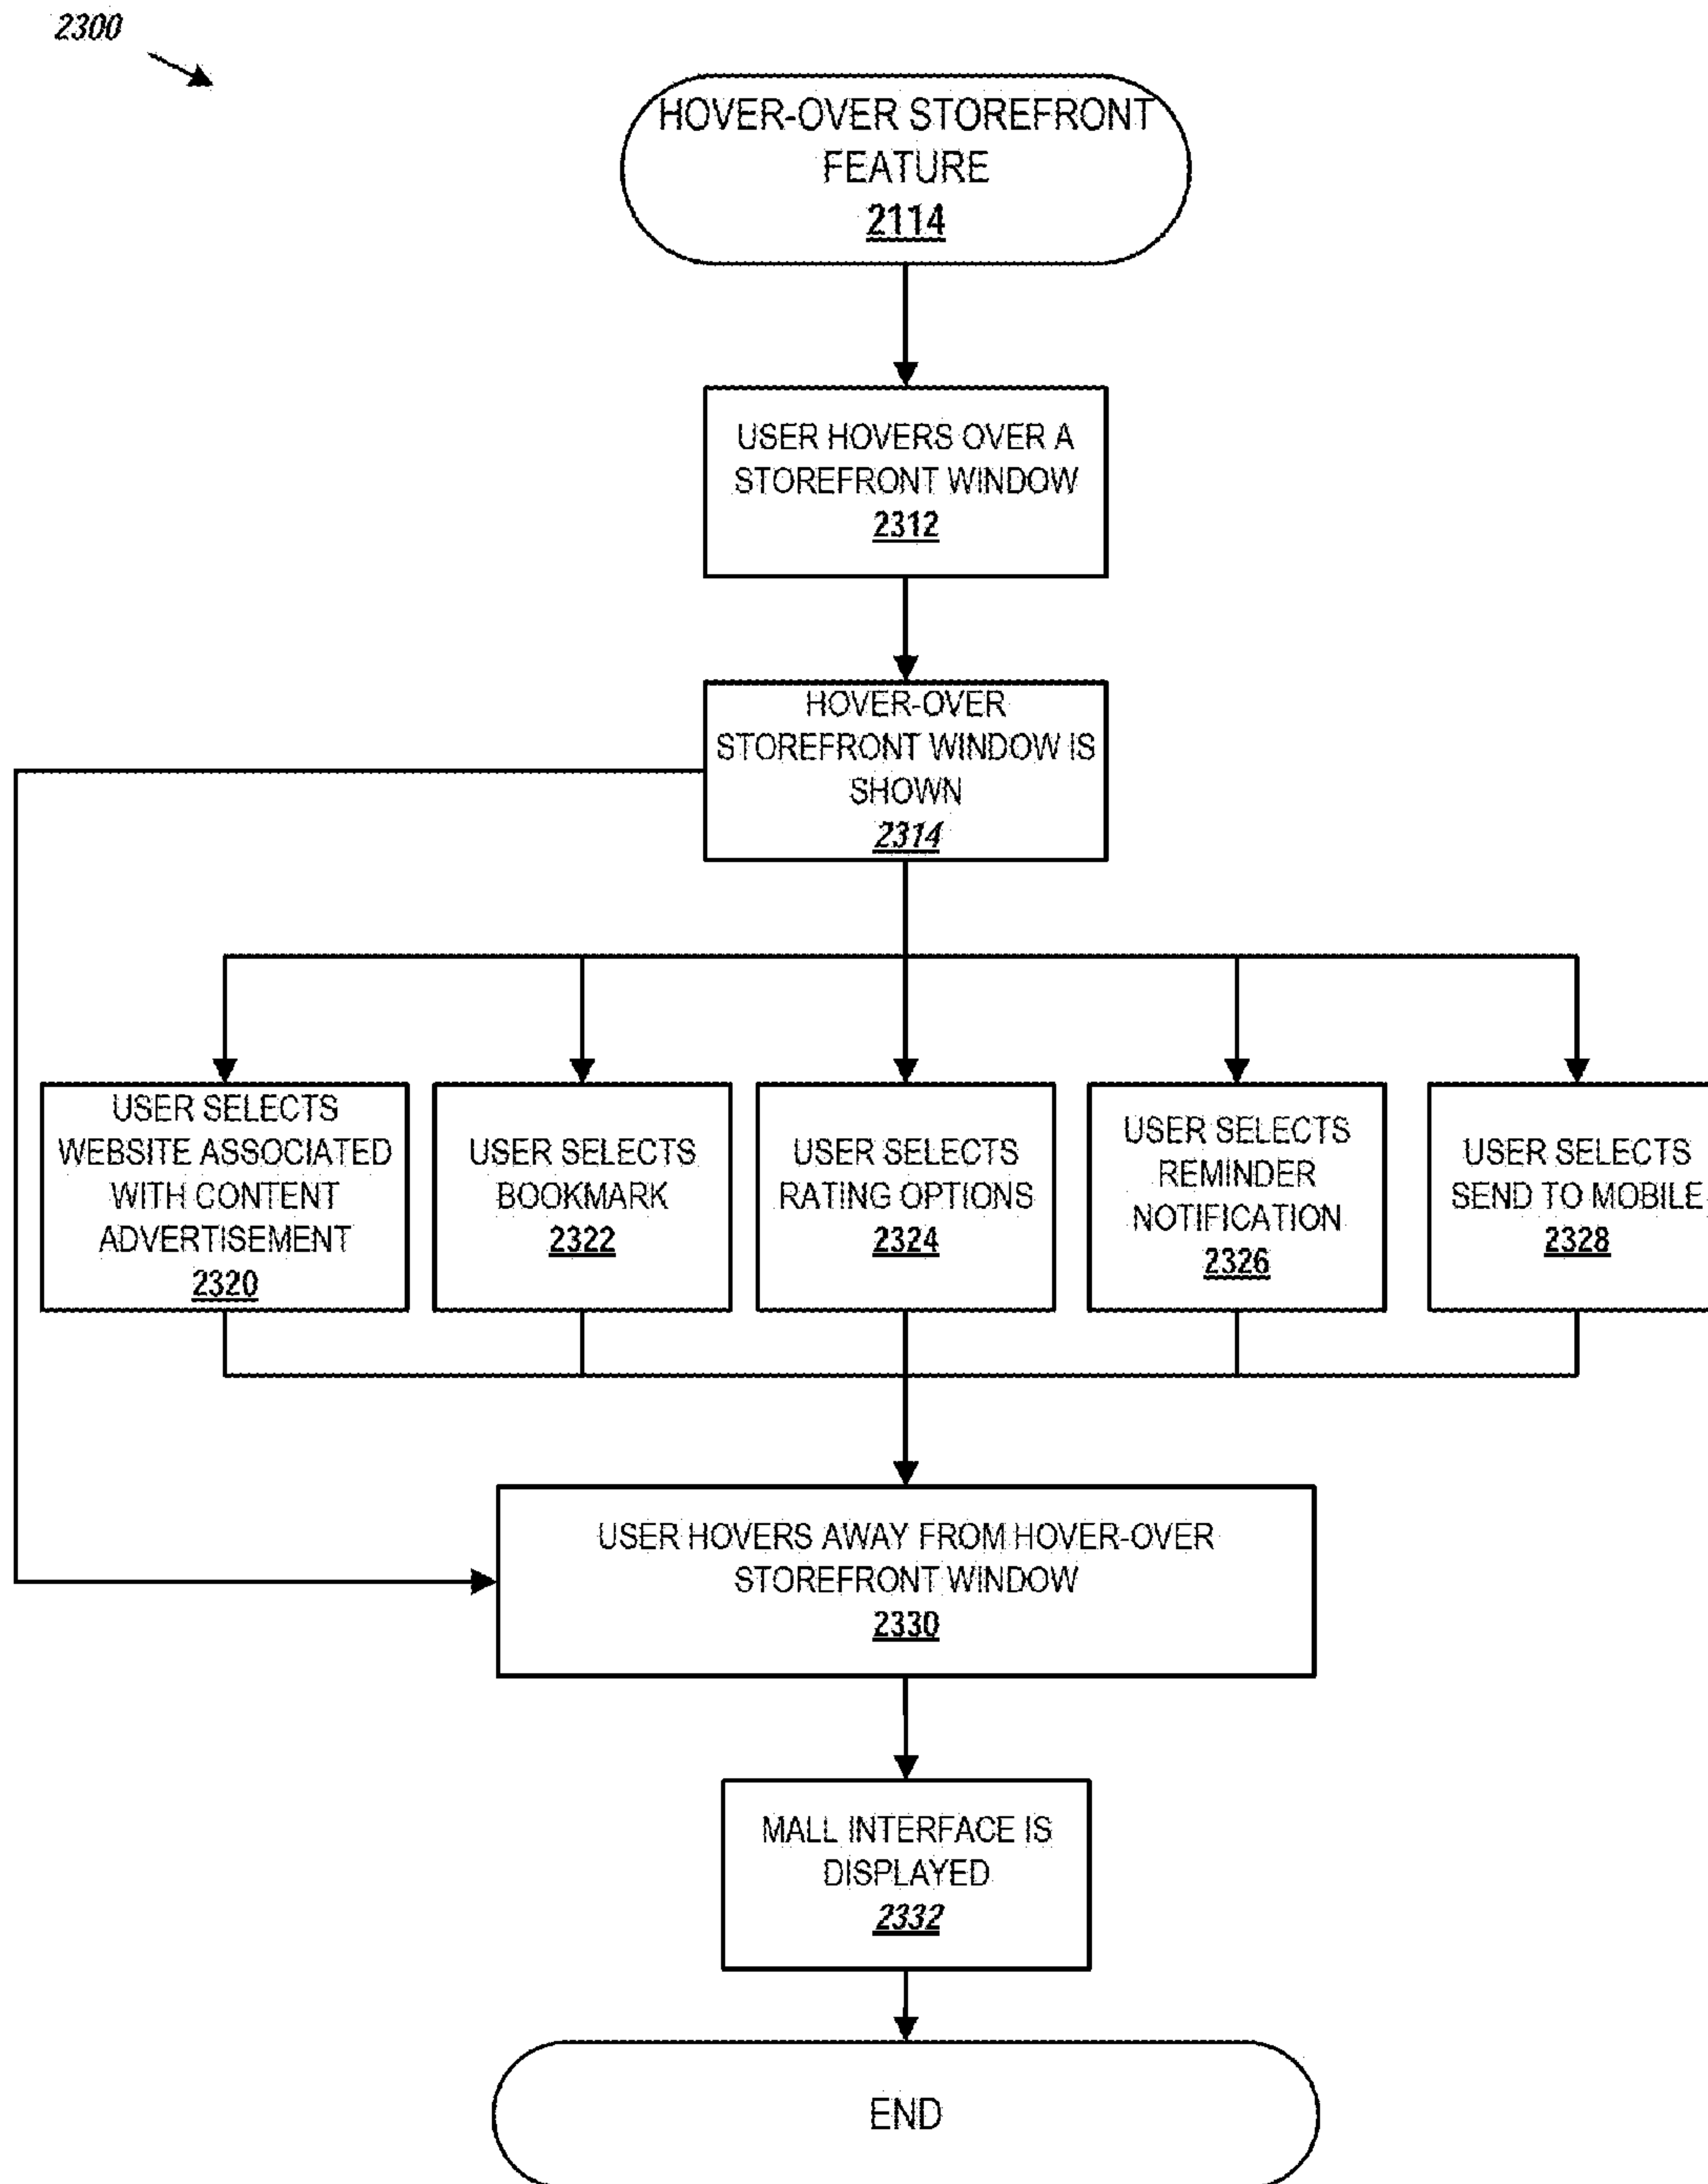 2300
HOVER-OVER STOREFRONT
FEATURE
2114
USER HOVERS OVER A
STOREFRONT WINDOW
2312
HOVER-OVER
STOREFRONT WINDOW IS
SHOWN
2314
USER SELECTS
WEBSITE ASSOCIATED
WITH CONTENT
ADVERTISEMENT
2320
USER SELECTS
BOOKMARK
2322
USER SELECTS
RATING OPTIONS
2324
USER SELECTS
REMINDER
NOTIFICATION
2326
USER SELECTS
SEND TO MOBILE
2328
USER HOVERS AWAY FROM HOVER-OVER
STOREFRONT WINDOW
2330
MALL INTERFACE IS
DISPLAYED
2332
END